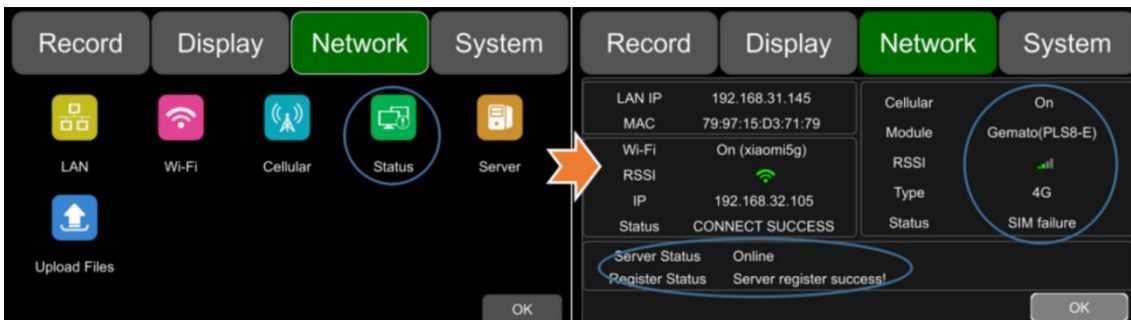 Record Display Network System
LAN Wi-Fi Cellular Status Server
Upload Files
OK
Record Display Network System
LAN IP 192.168.31.145
MAC 79:97:15:D3:71:79
Wi-Fi On (xiaomi5g)
RSSI
IP 192.168.32.105
Status CONNECT SUCCESS
Cellular On
Module Gemato(PLS8-E)
RSSI
Type 4G
Status SIM failure
Server Status Online
Register Status Server register success!
OK